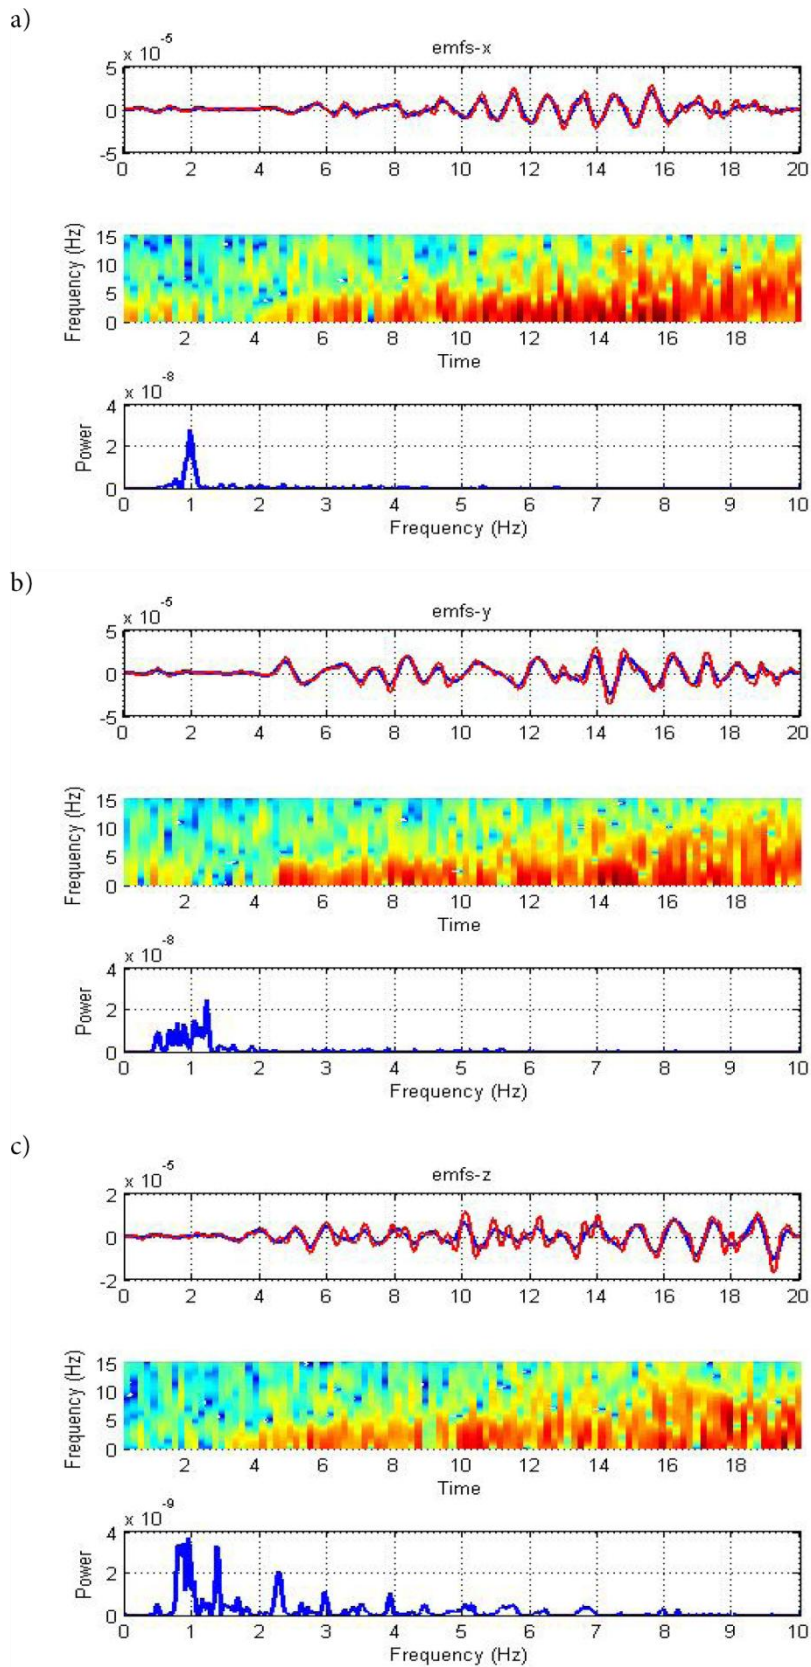 a)
x 10^-5
emfs-x
5
0
-5
0 2 4 6 8 10 12 14 16 18 20
Frequency (Hz)
15
10
5
0
2 4 6 8 10 12 14 16 18
Time
x 10^-8
Power
4
2
0
0 1 2 3 4 5 6 7 8 9 10
Frequency (Hz)
b)
x 10^-5
emfs-y
5
0
-5
0 2 4 6 8 10 12 14 16 18 20
Frequency (Hz)
15
10
5
0
2 4 6 8 10 12 14 16 18
Time
x 10^-8
Power
4
2
0
0 1 2 3 4 5 6 7 8 9 10
Frequency (Hz)
c)
x 10^-5
emfs-z
2
0
-2
0 2 4 6 8 10 12 14 16 18 20
Frequency (Hz)
15
10
5
0
2 4 6 8 10 12 14 16 18
Time
x 10^-9
Power
4
2
0
0 1 2 3 4 5 6 7 8 9 10
Frequency (Hz)